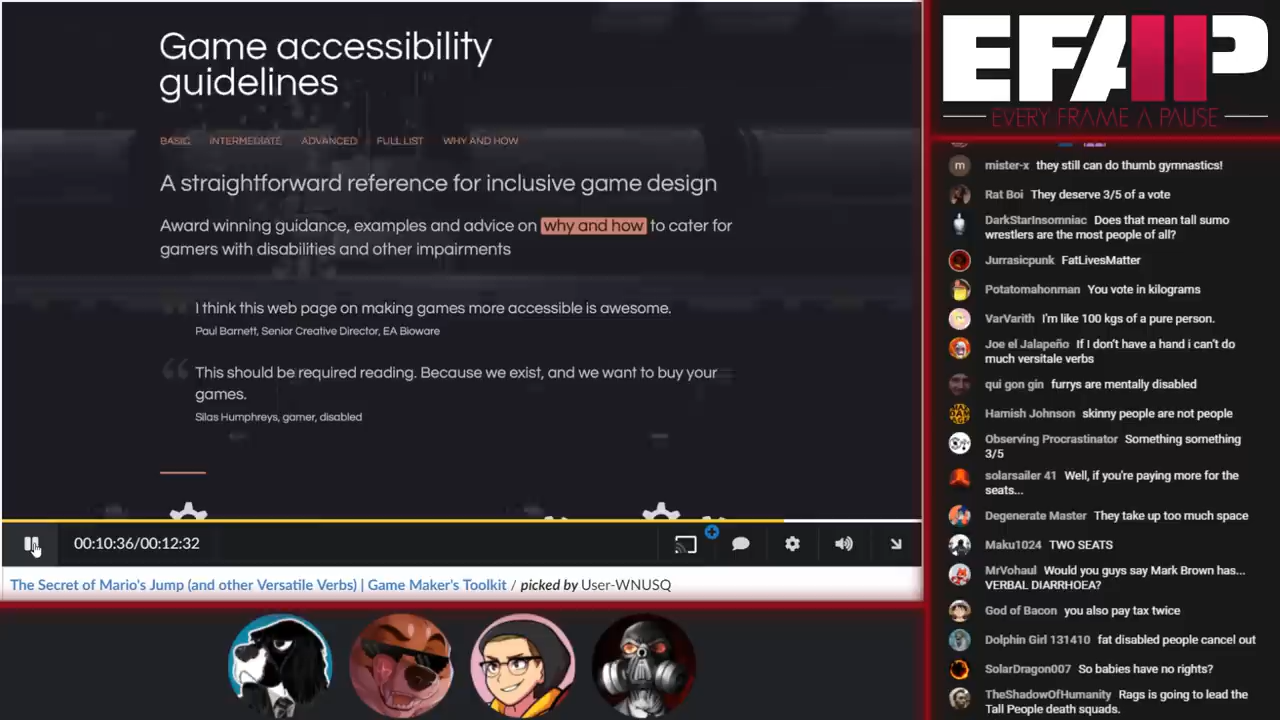 Game accessibility
guidelines
BASIC INTERMEDIATE ADVANCED FULL LIST WHY AND HOW
A straightforward reference for inclusive game design
Award winning guidance, examples and advice on why and how to cater for
gamers with disabilities and other impairments
I think this web page on making games more accessible is awesome.
Paul Barnett, Senior Creative Director, EA Bioware
This should be required reading. Because we exist, and we want to buy your
games.
Silas Humphreys, gamer, disabled
00:10:36/00:12:32
The Secret of Mario's Jump (and other Versatile Verbs) | Game Maker's Toolkit / picked by User-WNUSQ
EFAP
EVERY FRAME A PAUSE
m
mister-x they still can do thumb gymnastics!
Rat Boi They deserve 3/5 of a vote
DarkStarInsomniac Does that mean tall sumo
wrestlers are the most people of all?
Jurrasicpunk FatLivesMatter
Potatomahonman You vote in kilograms
VarVarith I'm like 100 kgs of a pure person.
Joe el Jalapeño If I don't have a hand i can't do
much versitale verbs
qui gon gin furrys are mentally disabled
Hamish Johnson skinny people are not people
Observing Procrastinator Something something
3/5
solarsailer 41 Well, if you're paying more for the
seats...
Degenerate Master They take up too much space
Maku1024 TWO SEATS
MrVohaul Would you guys say Mark Brown has...
VERBAL DIARRHOEA?
God of Bacon you also pay tax twice
Dolphin Girl 131410 fat disabled people cancel out
SolarDragon007 So babies have no rights?
TheShadowOfHumanity Rags is going to lead the
Tall People death squads.